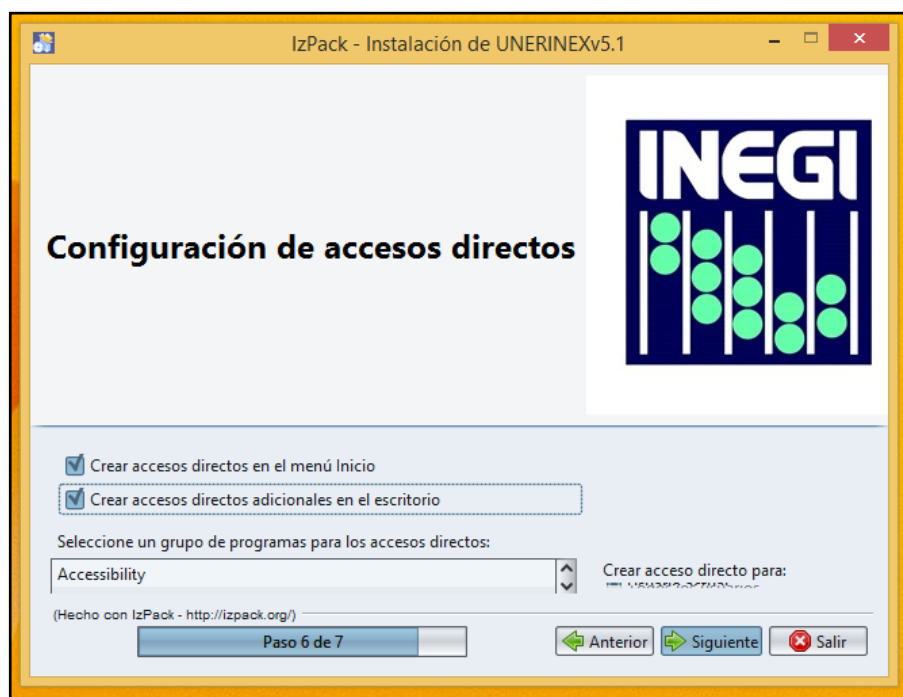 IzPack - Instalación de UNERINEXv5.1
INEGI
Configuración de accesos directos
Crear accesos directos en el menú Inicio
Crear accesos directos adicionales en el escritorio
Seleccione un grupo de programas para los accesos directos:
Accessibility
Crear acceso directo para:
(Hecho con IzPack - http://izpack.org/)
Paso 6 de 7
Anterior
Siguiente
Salir